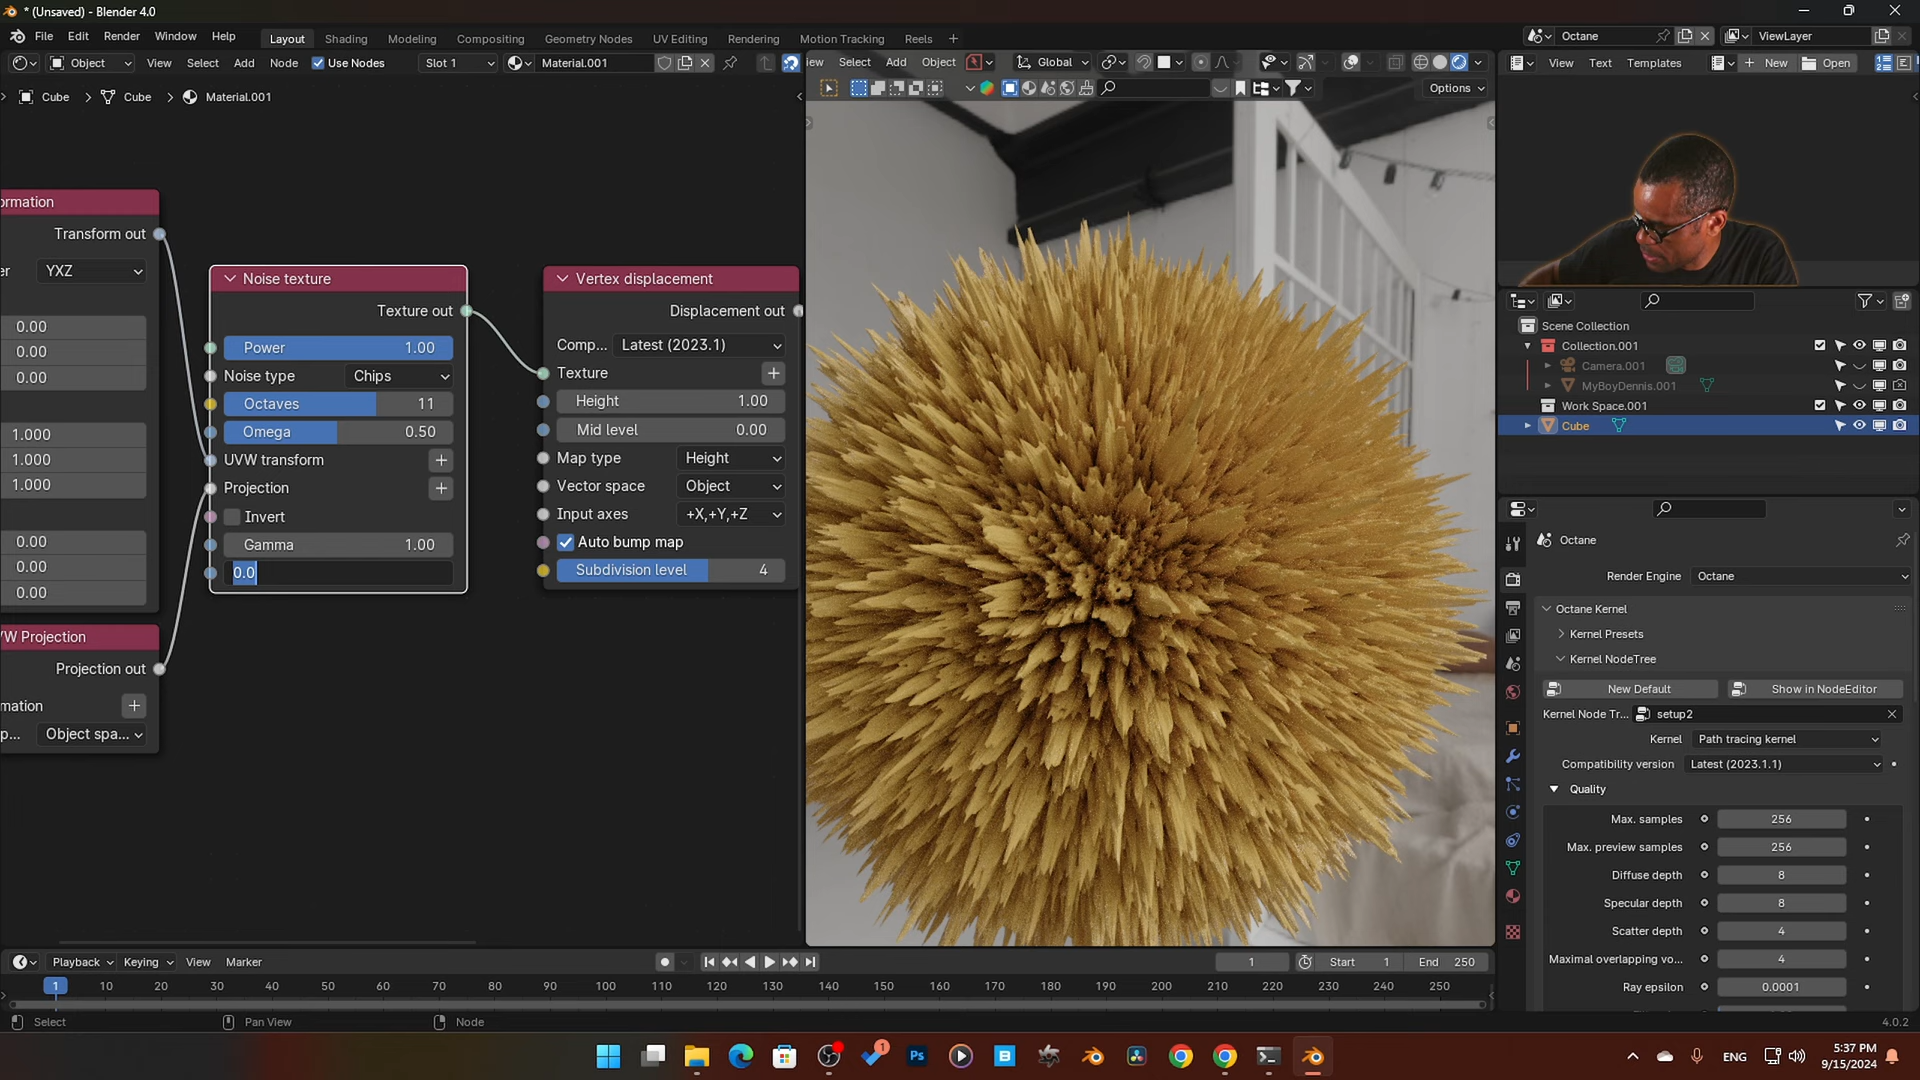 * (Unsaved) - Blender 4.0
File Edit Render Window Help Layout Shading Modeling Compositing Geometry Nodes UV Editing Rendering Motion Tracking Reels + Octane ViewLayer
Object View Select Add Node Use Nodes Slot 1 Material.001 iew Select Add Object Global View Text Templates New Open
Cube > Cube > Material.001
Options
ormation
Transform out
er YXZ
0.00
0.00
0.00
1.000
1.000
1.000
0.00
0.00
0.00
W Projection
Projection out
mation
p... Object spa...
Noise texture
Texture out
Power 1.00
Noise type Chips
Octaves 11
Omega 0.50
UVW transform
Projection
Invert
Gamma 1.00
0.0
Vertex displacement
Displacement out
Comp... Latest (2023.1)
Texture
Height 1.00
Mid level 0.00
Map type Height
Vector space Object
Input axes +X,+Y,+Z
Auto bump map
Subdivision level 4
Scene Collection
Collection.001
Camera.001
MyBoyDennis.001
Work Space.001
Cube
Octane
Render Engine Octane
Octane Kernel
Kernel Presets
Kernel NodeTree
New Default Show in NodeEditor
Kernel Node Tr... setup2
Kernel Path tracing kernel
Compatibility version Latest (2023.1.1)
Quality
Max. samples 256
Max. preview samples 256
Diffuse depth 8
Specular depth 8
Scatter depth 4
Maximal overlapping vo... 4
Ray epsilon 0.0001
Playback Keying View Marker 1 Start 1 End 250
1 10 20 30 40 50 60 70 80 90 100 110 120 130 140 150 160 170 180 190 200 210 220 230 240 250
Select Pan View Node 4.0.2
1 Ps ENG 5:37 PM
9/15/2024